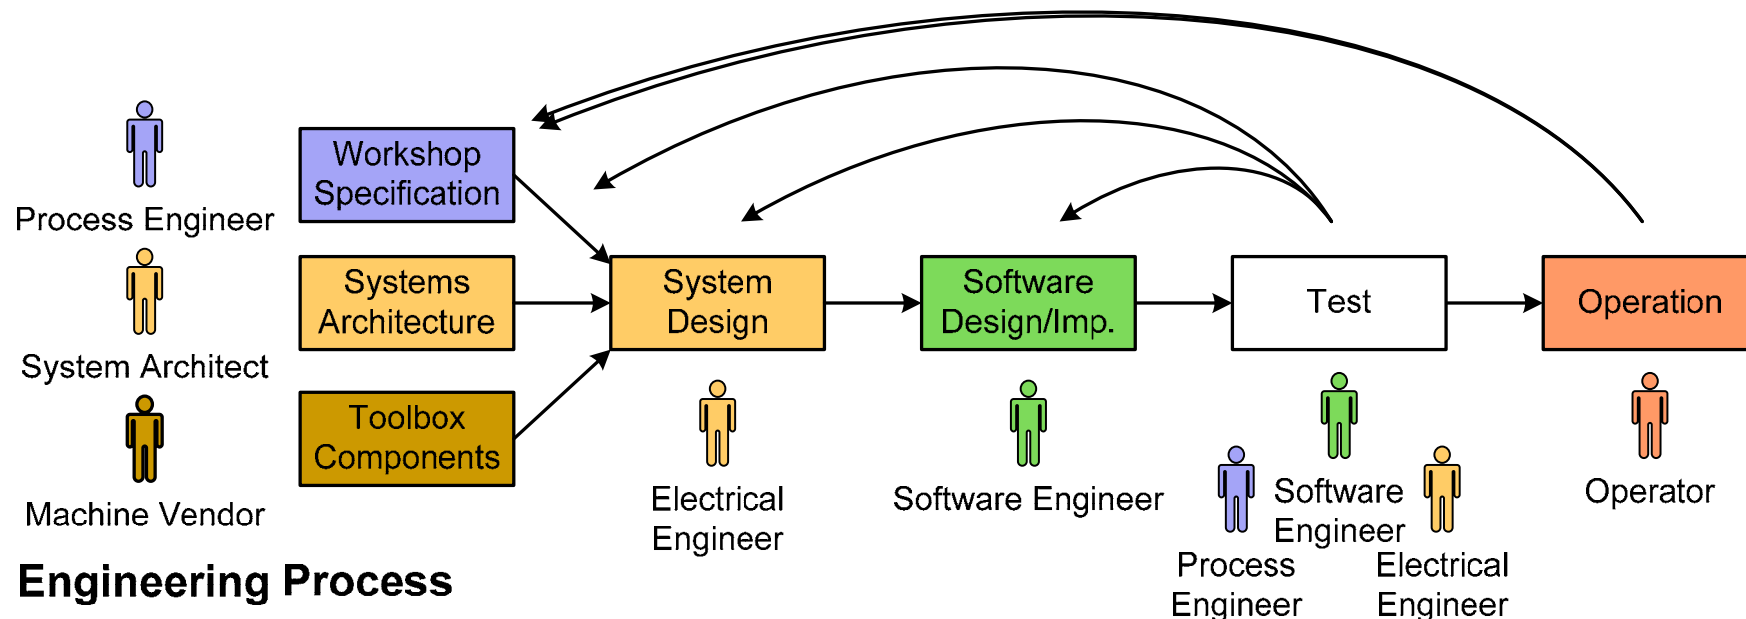 Workshop
Specification
Process Engineer
Systems
Architecture
System
Design
Software
Design/Imp.
Test
Operation
System Architect
Toolbox
Components
Machine Vendor
Electrical
Engineer
Software Engineer
Software
Engineer
Process
Engineer
Electrical
Engineer
Operator
Engineering Process